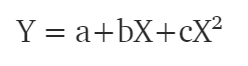 Y = a+bX+cX²